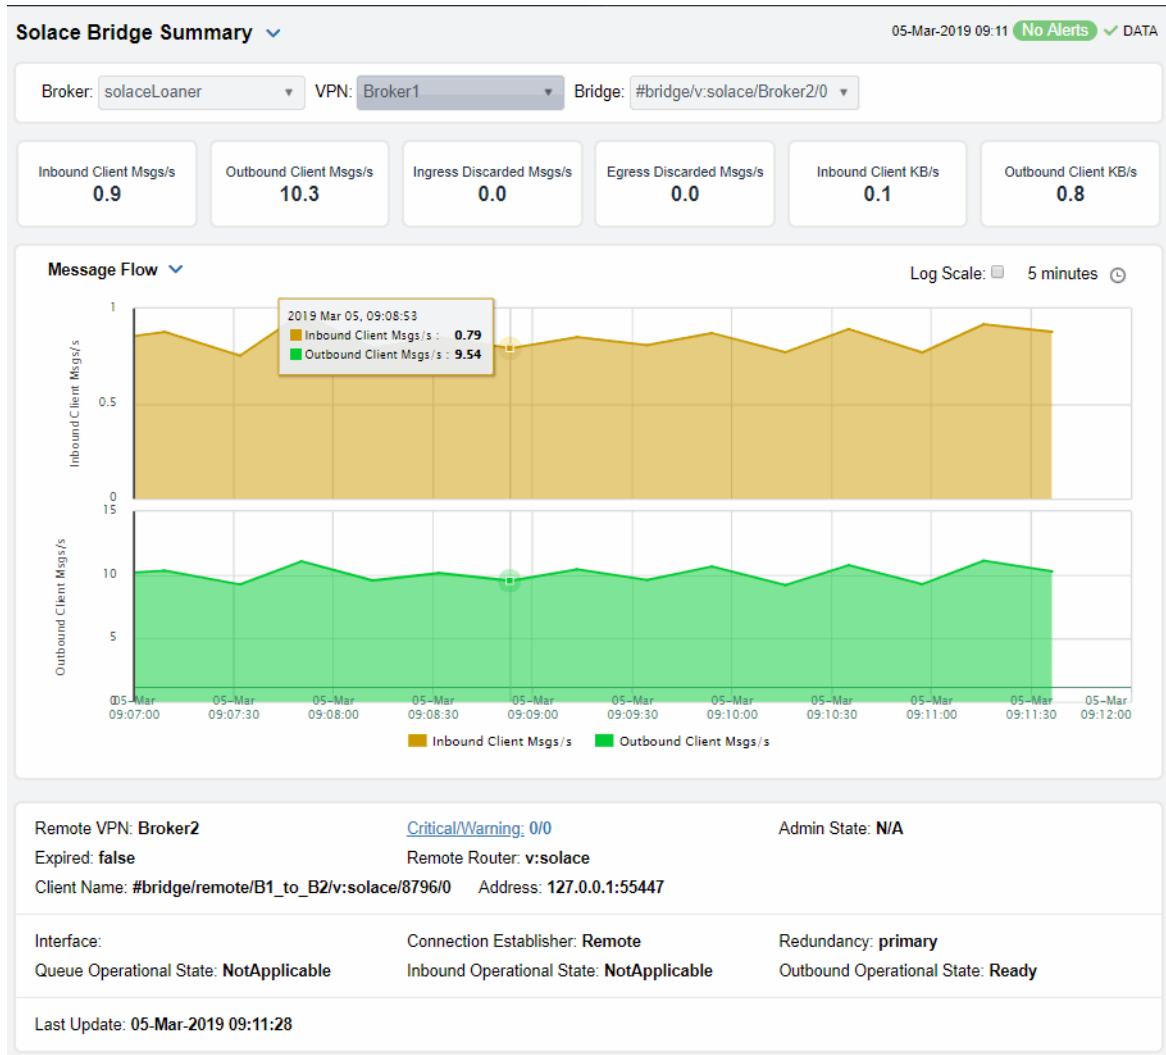 Solace Bridge Summary 05-Mar-2019 09:11 No Alerts DATA
Broker: solaceLoaner VPN: Broker1 Bridge: #bridge/v:solace/Broker2/0
Inbound Client Msgs/s Outbound Client Msgs/s Ingress Discarded Msgs/s Egress Discarded Msgs/s Inbound Client KB/s Outbound Client KB/s
0.9 10.3 0.0 0.0 0.1 0.8
Message Flow Log Scale: 5 minutes
1
2019 Mar 05, 09:08:53
Inbound Client Msgs/s : 0.79
Outbound Client Msgs/s : 9.54
Inbound Client Msgs/s
0.5
0
15
Outbound Client Msgs/s
10
5
0
05-Mar 05-Mar 05-Mar 05-Mar 05-Mar 05-Mar 05-Mar 05-Mar 05-Mar 05-Mar 05-Mar
09:07:00 09:07:30 09:08:00 09:08:30 09:09:00 09:09:30 09:10:00 09:10:30 09:11:00 09:11:30 09:12:00
Inbound Client Msgs/s Outbound Client Msgs/s
Remote VPN: Broker2 Critical/Warning: 0/0 Admin State: N/A
Expired: false Remote Router: v:solace
Client Name: #bridge/remote/B1_to_B2/v:solace/8796/0 Address: 127.0.0.1:55447
Interface: Connection Establisher: Remote Redundancy: primary
Queue Operational State: NotApplicable Inbound Operational State: NotApplicable Outbound Operational State: Ready
Last Update: 05-Mar-2019 09:11:28